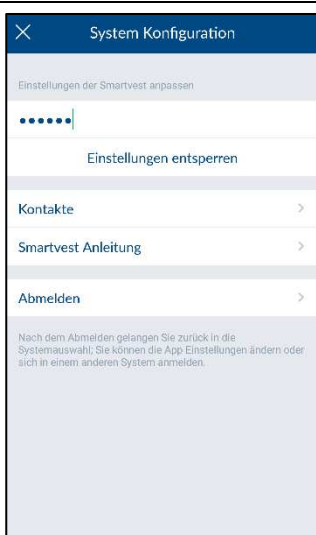 System Konfiguration
Einstellungen der Smartvest anpassen
••••••
Einstellungen entsperren
Kontakte
Smartvest Anleitung
Abmelden
Nach dem Abmelden gelangen Sie zurück in die
Systemauswahl; Sie können die App Einstellungen ändern oder
sich in einem anderen System anmelden.